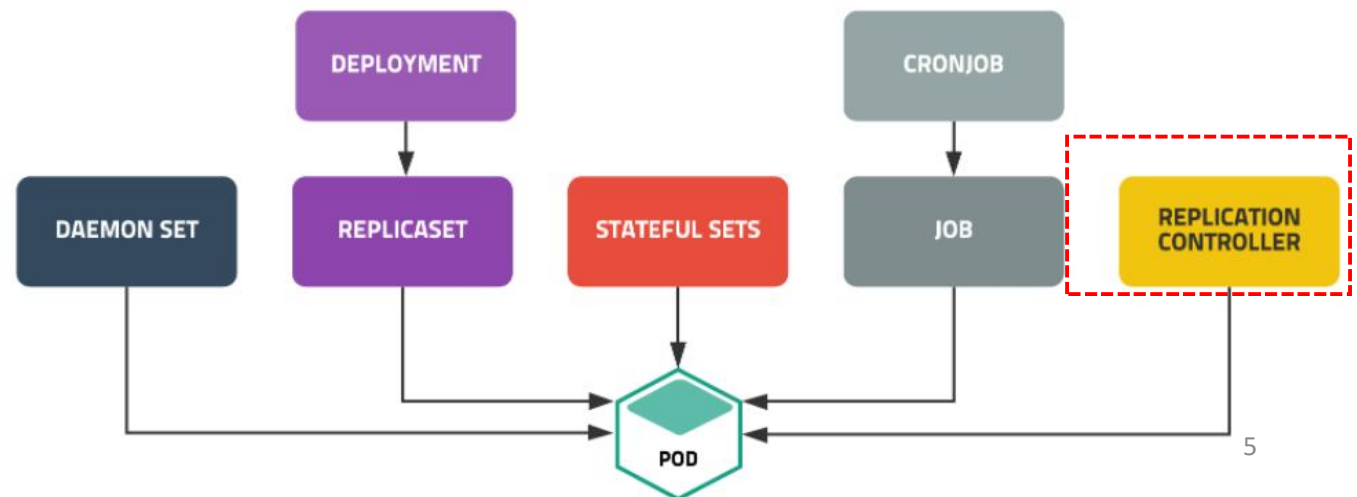 DEPLOYMENT
CRONJOB
DAEMON SET
REPLICASET
STATEFUL SETS
JOB
REPLICATION
CONTROLLER
POD
5